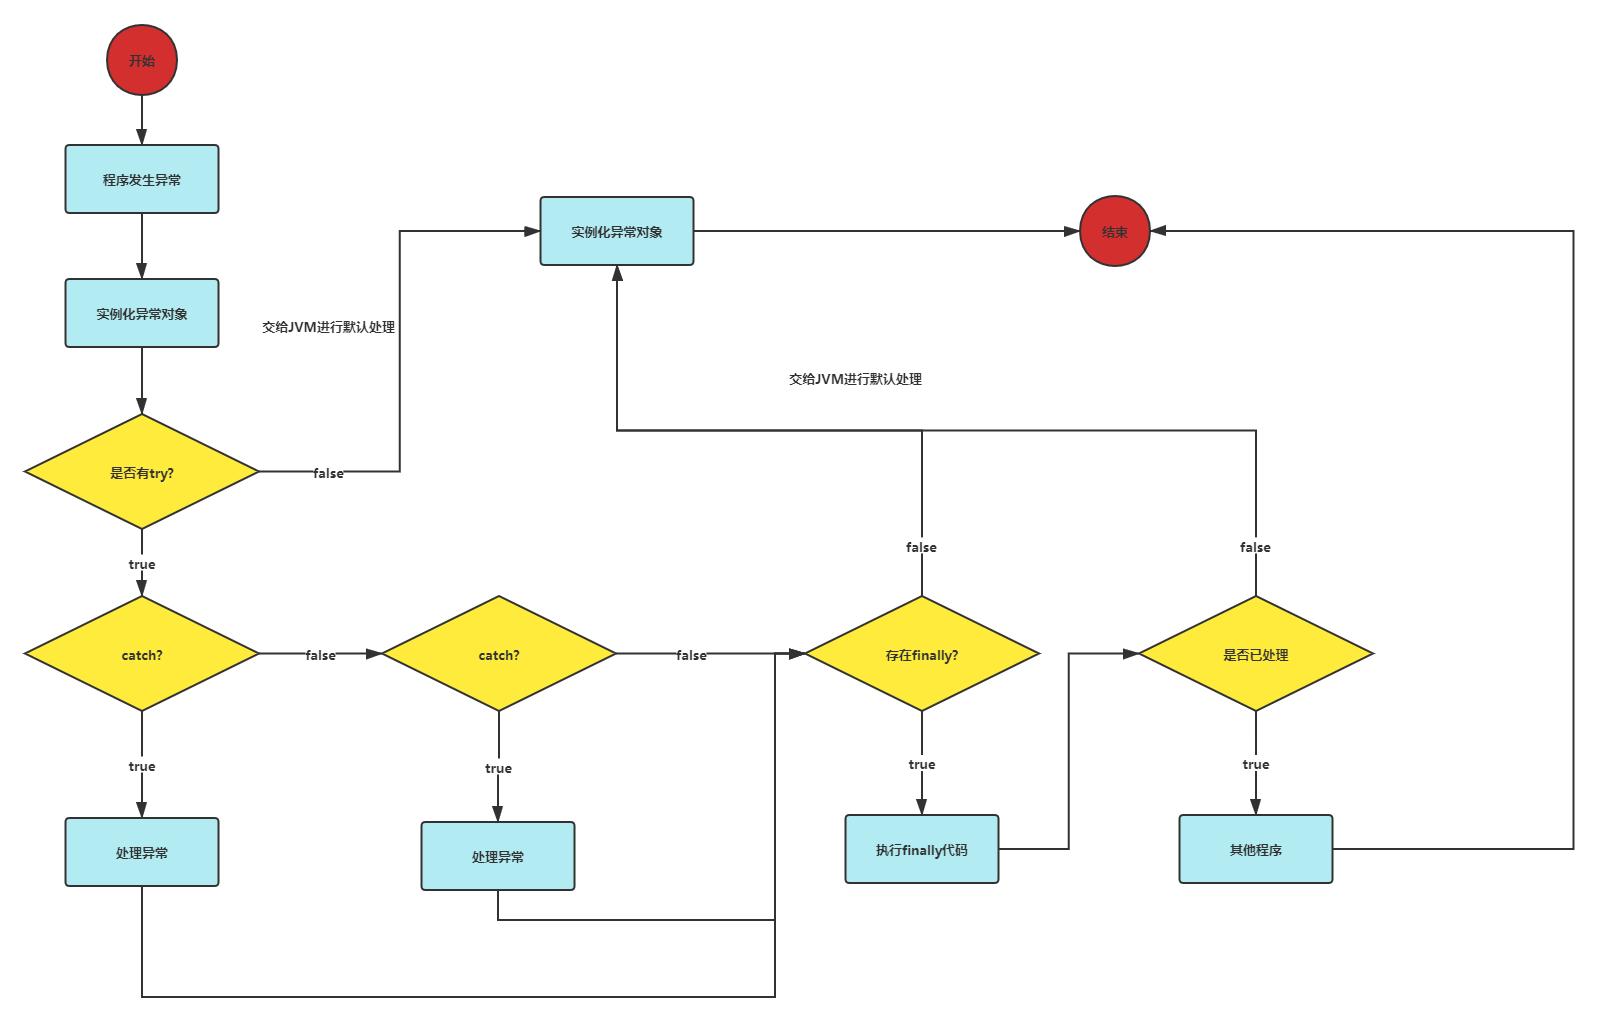 开始
程序发生异常
实例化异常对象
结束
实例化异常对象
交给JVM进行默认处理
交给JVM进行默认处理
是否有try?
false
false
false
true
catch?
false
catch?
false
存在finally?
是否已处理
true
true
true
true
处理异常
处理异常
执行finally代码
其他程序